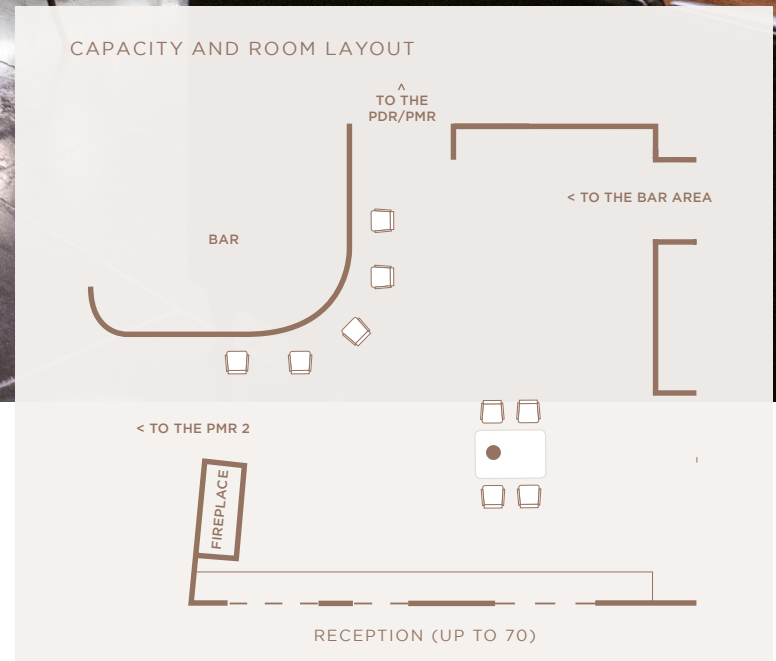 CAPACITY AND ROOM LAYOUT
^
TO THE
PDR/PMR
< TO THE BAR AREA
BAR
< TO THE PMR 2
FIREPLACE
RECEPTION (UP TO 70)